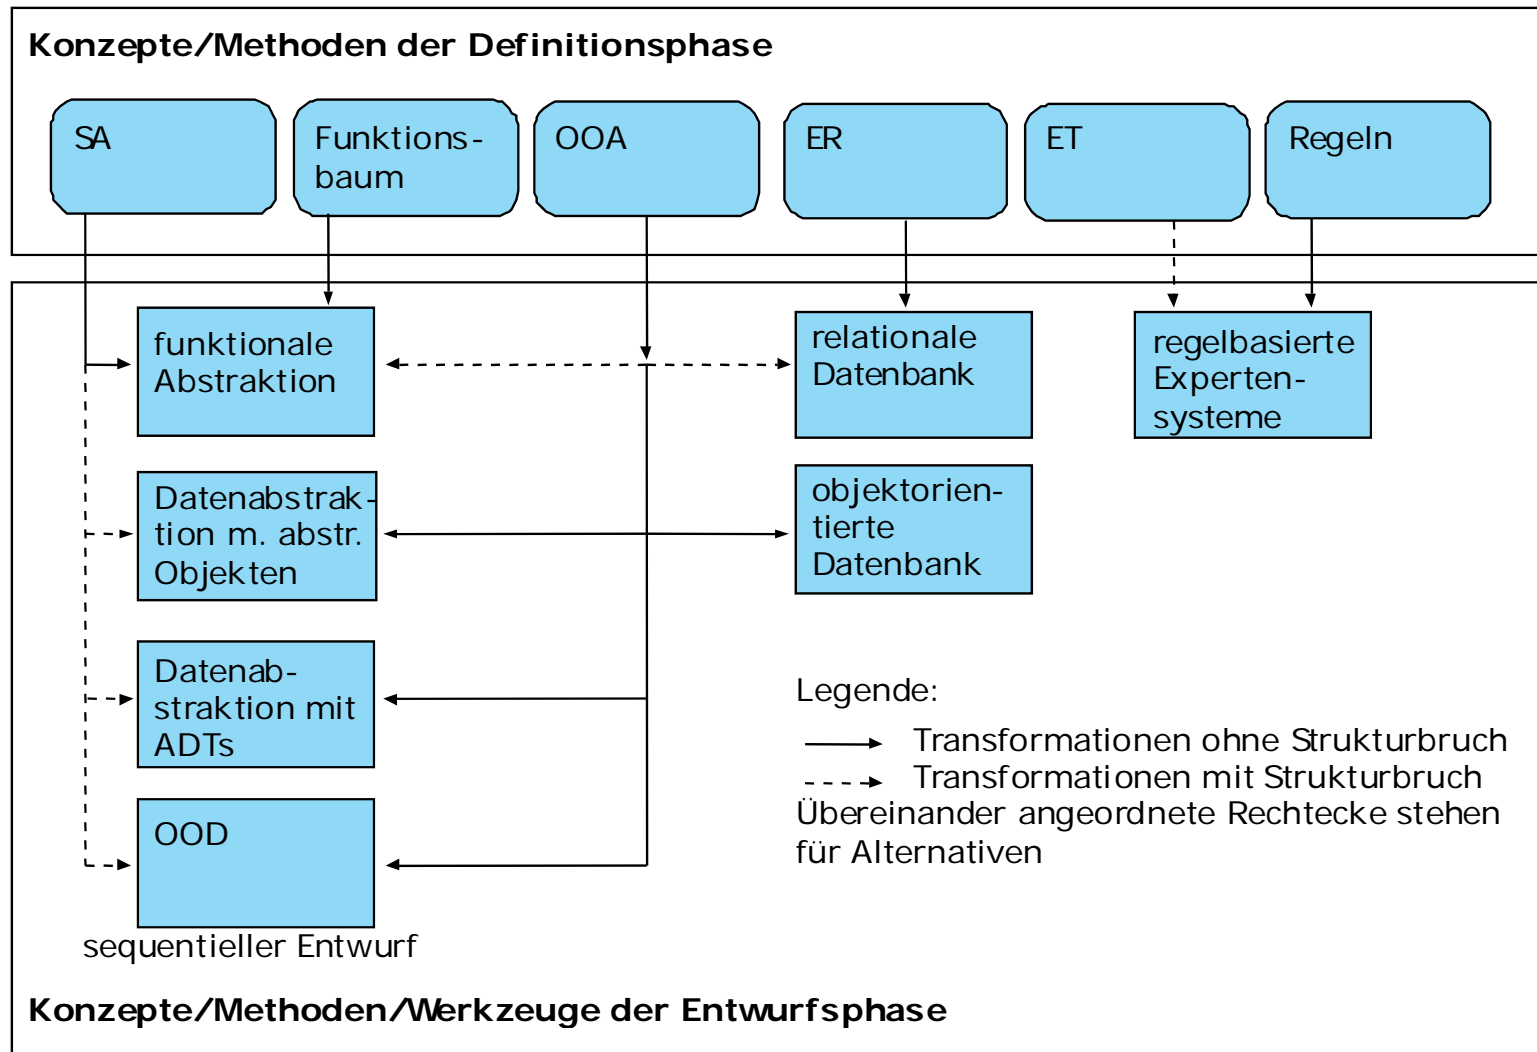 Konzepte/Methoden der Definitionsphase
SA
Funktions-
baum
OOA
ER
ET
Regeln
funktionale
Abstraktion
relationale
Datenbank
regelbasierte
Experten-
systeme
Datenabstrak-
tion m. abstr.
Objekten
objektorien-
tierte
Datenbank
Datenab-
straktion mit
ADTs
OOD
sequentieller Entwurf
Legende:
Transformationen ohne Strukturbruch
Transformationen mit Strukturbruch
Übereinander angeordnete Rechtecke stehen
für Alternativen
Konzepte/Methoden/Werkzeuge der Entwurfsphase